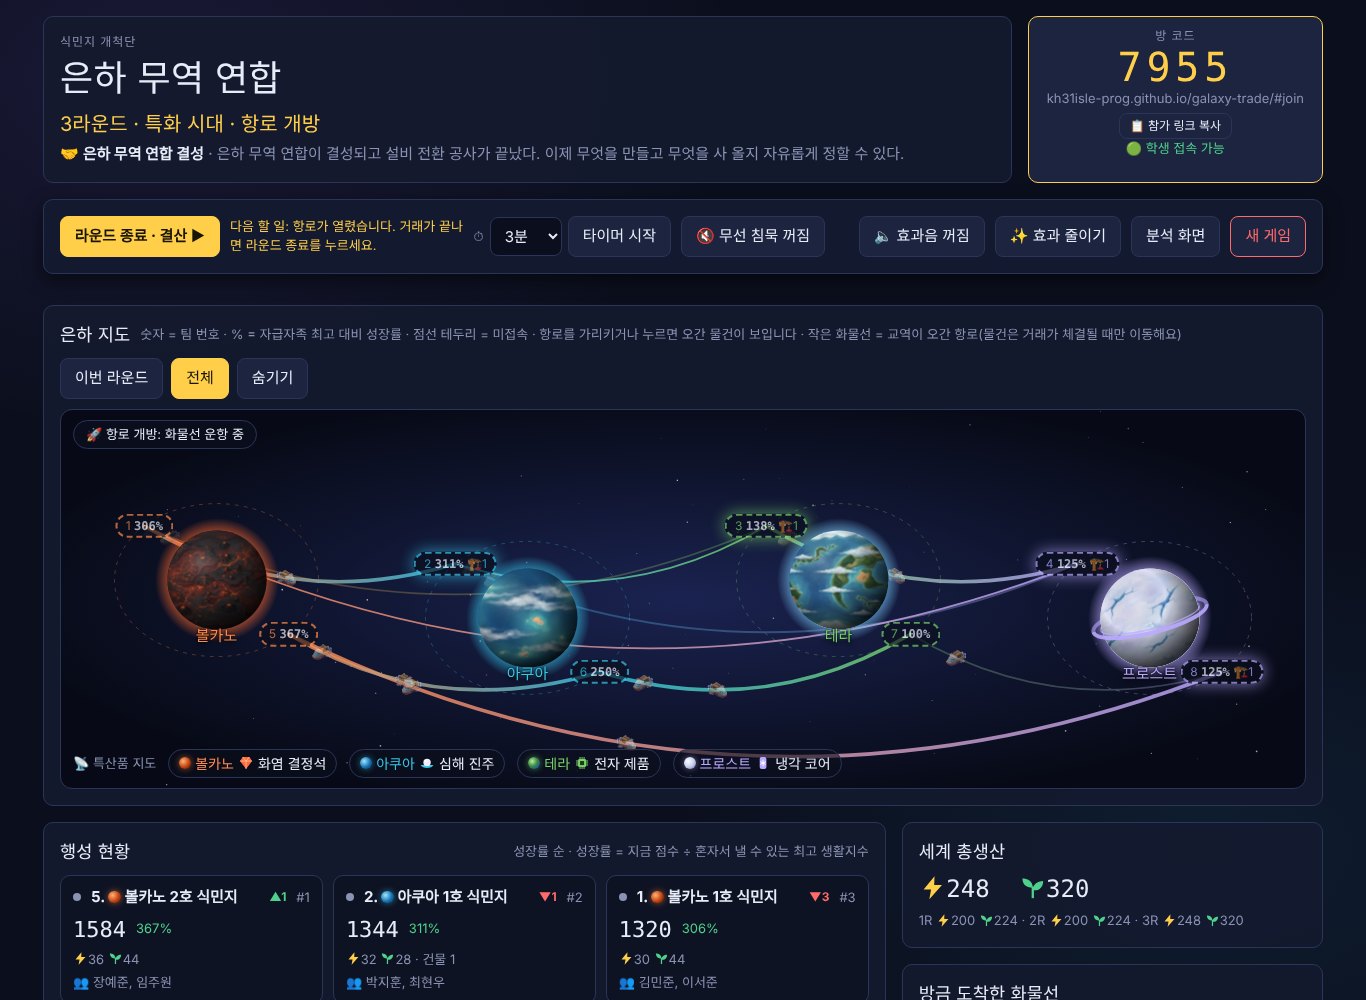 식민지 개척단
은하 무역 연합
3라운드 · 특화 시대 · 항로 개방
🤝 은하 무역 연합 결성 · 은하 무역 연합이 결성되고 설비 전환 공사가 끝났다. 이제 무엇을 만들고 무엇을 사 올지 자유롭게 정할 수 있다.
방 코드
7955
kh31isle-prog.github.io/galaxy-trade/#join
📋 참가 링크 복사
🟢 학생 접속 가능
라운드 종료 · 결산 ▶
다음 할 일: 항로가 열렸습니다. 거래가 끝나
면 라운드 종료를 누르세요.
⏱ 3분
타이머 시작
🔇 무선 침묵 꺼짐
🔈 효과음 꺼짐
✨ 효과 줄이기
분석 화면
새 게임
은하 지도 숫자 = 팀 번호 · % = 자급자족 최고 대비 성장률 · 점선 테두리 = 미접속 · 항로를 가리키거나 누르면 오간 물건이 보입니다 · 작은 화물선 = 교역이 오간 항로(물건은 거래가 체결될 때만 이동해요)
이번 라운드
전체
숨기기
🚀 항로 개방: 화물선 운항 중
1 306%
3 138% 🏗1
2 311% 🏗1
4 125% 🏗1
볼카노
5 367%
테라
7 100%
아쿠아
6 250%
프로스트
8 125% 🏗1
📡 특산품 지도
볼카노 화염 결정석
아쿠아 심해 진주
테라 전자 제품
프로스트 냉각 코어
행성 현황
성장률 순 · 성장률 = 지금 점수 ÷ 혼자서 낼 수 있는 최고 생활지수
5. 볼카노 2호 식민지 ▲1 #1
1584 367%
⚡36 🌱44
👥 장예준, 임주원
2. 아쿠아 1호 식민지 ▼1 #2
1344 311%
⚡32 🌱28 · 건물 1
👥 박지훈, 최현우
1. 볼카노 1호 식민지 ▼3 #3
1320 306%
⚡30 🌱44
👥 김민준, 이서준
세계 총생산
⚡248 🌱320
1R ⚡200 🌱224 · 2R ⚡200 🌱224 · 3R ⚡248 🌱320
방금 도착한 화물선